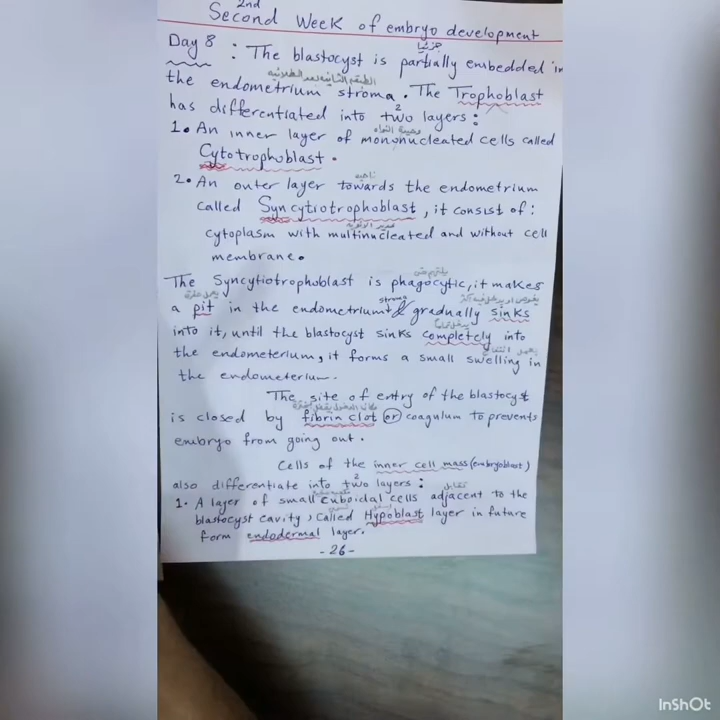 2nd
Second Week of embryo development
Day 8 : The blastocyst is partially embedded in
جزئيا
the endometrium stroma. The Trophoblast
has differentiated into two layers :
2
1. An inner layer of mononucleated cells called
Cytotrophoblast .
2. An outer layer towards the endometrium
ناحية
called Syncytiotrophoblast, it consist of :
cytoplasm with multinucleated and without cell
membrane.
The Syncytiotrophoblast is phagocytic, it makes
a pit in the endometrium & gradually sinks
stroma
into it, until the blastocyst sinks completely into
the endometerium, it forms a small swelling in
the endometerium.
The site of entry of the blastocyst
is closed by fibrin clot or coagulum to prevents
embryo from going out.
Cells of the inner cell mass (embryoblast)
also differentiate into two layers :
2
1. A layer of small cuboidal cells adjacent to the
blastocyst cavity, called Hypoblast layer in future
form endodermal layer.
-26-
InShOt